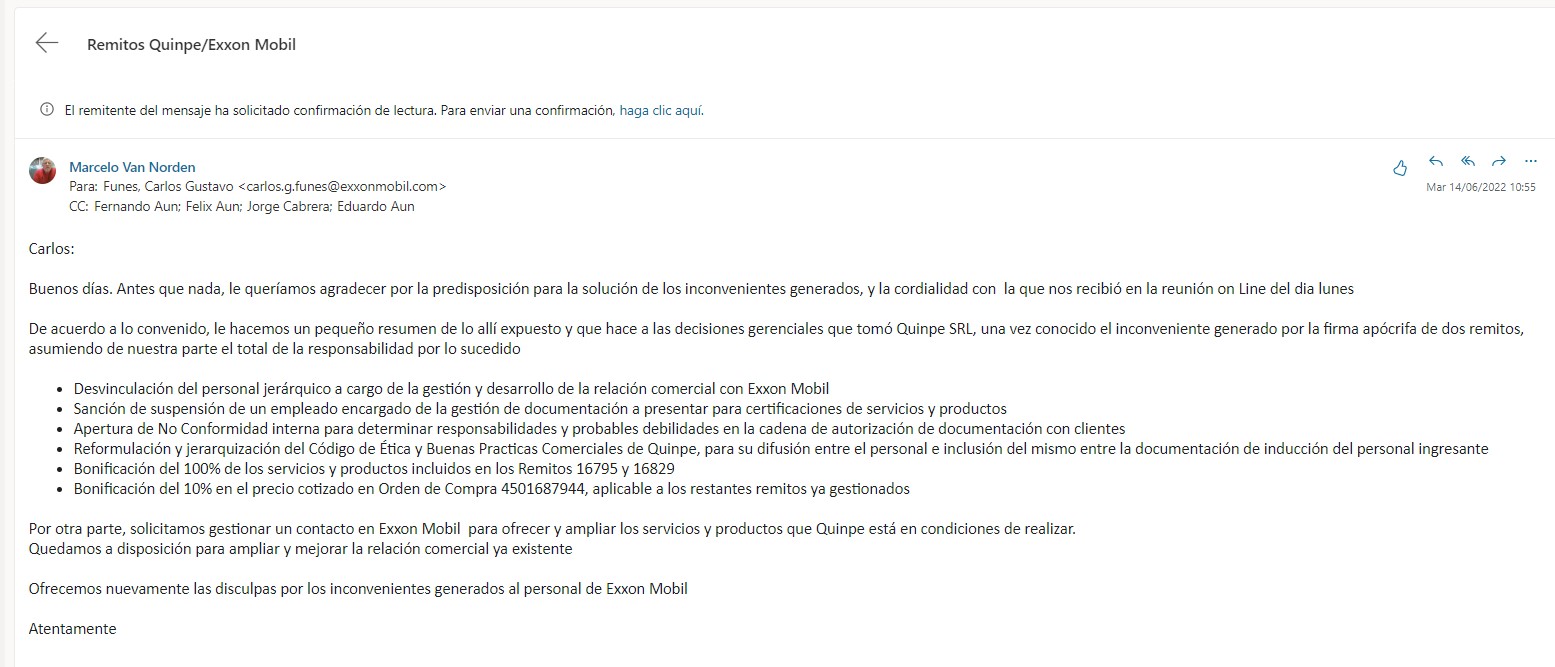 Remitos Quinpe/Exxon Mobil
El remitente del mensaje ha solicitado confirmación de lectura. Para enviar una confirmación, haga clic aquí.
Marcelo Van Norden
Para: Funes, Carlos Gustavo <carlos.g.funes@exxonmobil.com>
CC: Fernando Aun; Felix Aun; Jorge Cabrera; Eduardo Aun
Mar 14/06/2022 10:55
Carlos:
Buenos días. Antes que nada, le queríamos agradecer por la predisposición para la solución de los inconvenientes generados, y la cordialidad con  la que nos recibió en la reunión on Line del dia lunes
De acuerdo a lo convenido, le hacemos un pequeño resumen de lo allí expuesto y que hace a las decisiones gerenciales que tomó Quinpe SRL, una vez conocido el inconveniente generado por la firma apócrifa de dos remitos,
asumiendo de nuestra parte el total de la responsabilidad por lo sucedido
• Desvinculación del personal jerárquico a cargo de la gestión y desarrollo de la relación comercial con Exxon Mobil
• Sanción de suspensión de un empleado encargado de la gestión de documentación a presentar para certificaciones de servicios y productos
• Apertura de No Conformidad interna para determinar responsabilidades y probables debilidades en la cadena de autorización de documentación con clientes
• Reformulación y jerarquización del Código de Ética y Buenas Practicas Comerciales de Quinpe, para su difusión entre el personal e inclusión del mismo entre la documentación de inducción del personal ingresante
• Bonificación del 100% de los servicios y productos incluidos en los Remitos 16795 y 16829
• Bonificación del 10% en el precio cotizado en Orden de Compra 4501687944, aplicable a los restantes remitos ya gestionados
Por otra parte, solicitamos gestionar un contacto en Exxon Mobil  para ofrecer y ampliar los servicios y productos que Quinpe está en condiciones de realizar.
Quedamos a disposición para ampliar y mejorar la relación comercial ya existente
Ofrecemos nuevamente las disculpas por los inconvenientes generados al personal de Exxon Mobil
Atentamente